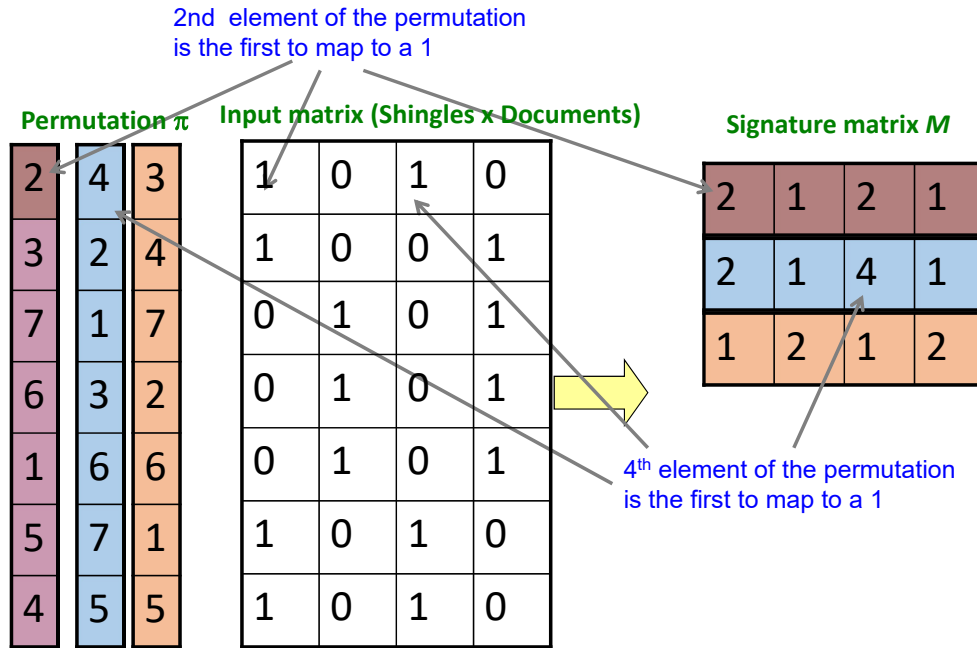 2nd element of the permutation
is the first to map to a 1
Permutation π
Input matrix (Shingles x Documents)
Signature matrix M
2 4 3 1 0 1 0
3 2 4 1 0 0 1
7 1 7 0 1 0 1
6 3 2 0 1 0 1
1 6 6 0 1 0 1
5 7 1 1 0 1 0
4 5 5 1 0 1 0
2 1 2 1
2 1 4 1
1 2 1 2
4th element of the permutation
is the first to map to a 1